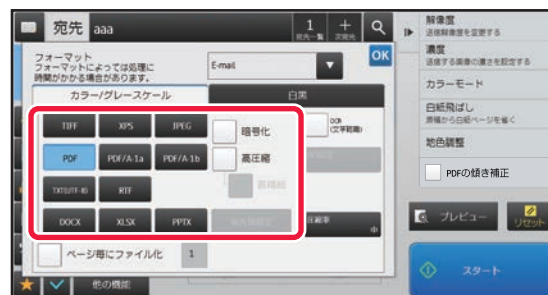 宛先 aaa
1
宛先一覧
+
次宛先
フォーマット
フォーマットによっては処理に
時間がかかる場合があります。
E-mail
OK
カラー/グレースケール
白黒
TIFF
XPS
JPEG
暗号化
OCR
(文字認識)
PDF
PDF/A-1a
PDF/A-1b
高圧縮
TXT(UTF-8)
RTF
高精細
DOCX
XLSX
PPTX
圧縮率
中
ページ毎にファイル化
1
他の機能
解像度
送信解像度を変更する
濃度
送信する画像の濃さを設定する
カラーモード
白紙飛ばし
原稿から白紙ページを省く
地色調整
PDFの傾き補正
プレビュー
リセット
スタート